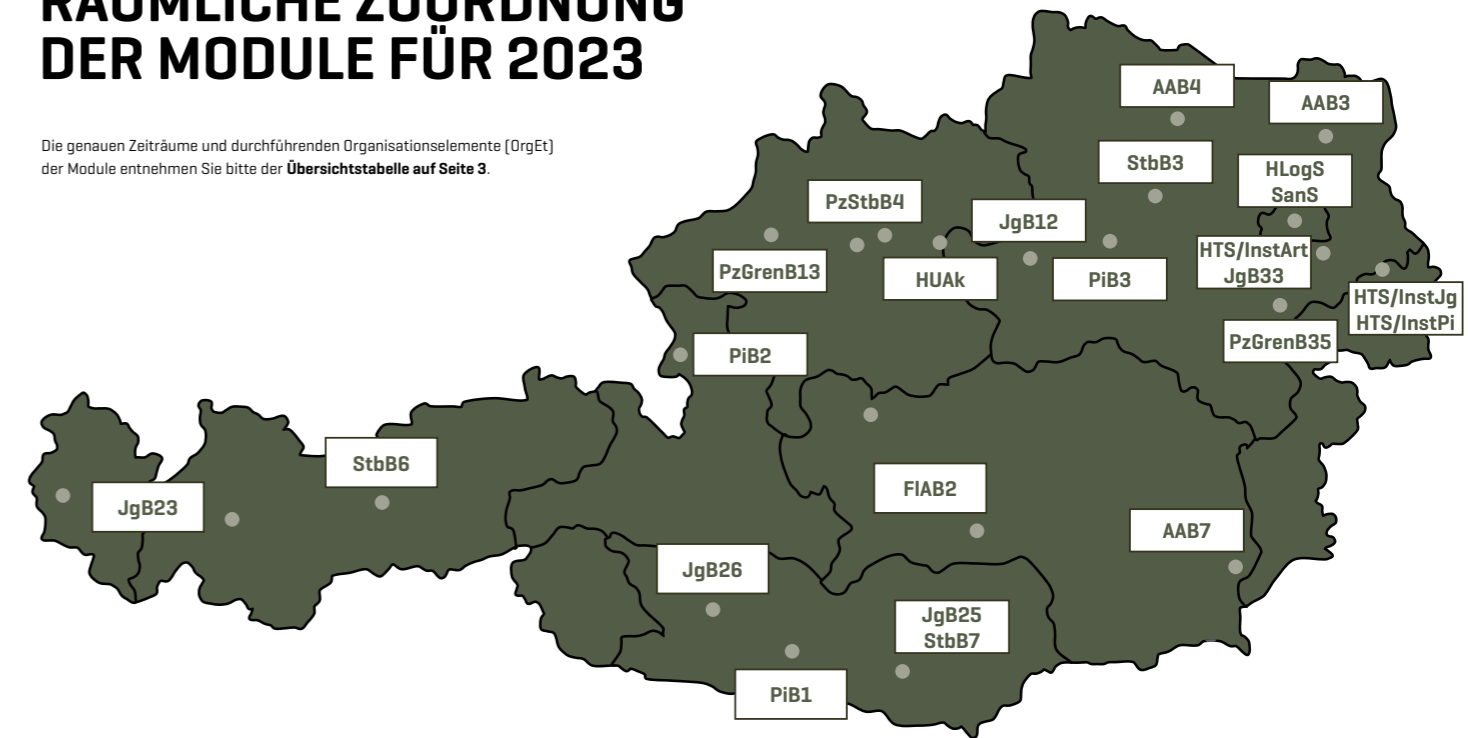 RÄUMLICHE ZUORDNUNG
DER MODULE FÜR 2023
Die genauen Zeiträume und durchführenden Organisationselemente (OrgEt)
der Module entnehmen Sie bitte der Übersichtstabelle auf Seite 3.
AAB4
AAB3
StbB3
HLogS
SanS
PzStbB4
JgB12
HTS/InstArt
JgB33
PzGrenB13
HUAk
PiB3
HTS/InstJg
HTS/InstPi
PzGrenB35
PiB2
StbB6
JgB23
FlAB2
AAB7
JgB26
JgB25
StbB7
PiB1